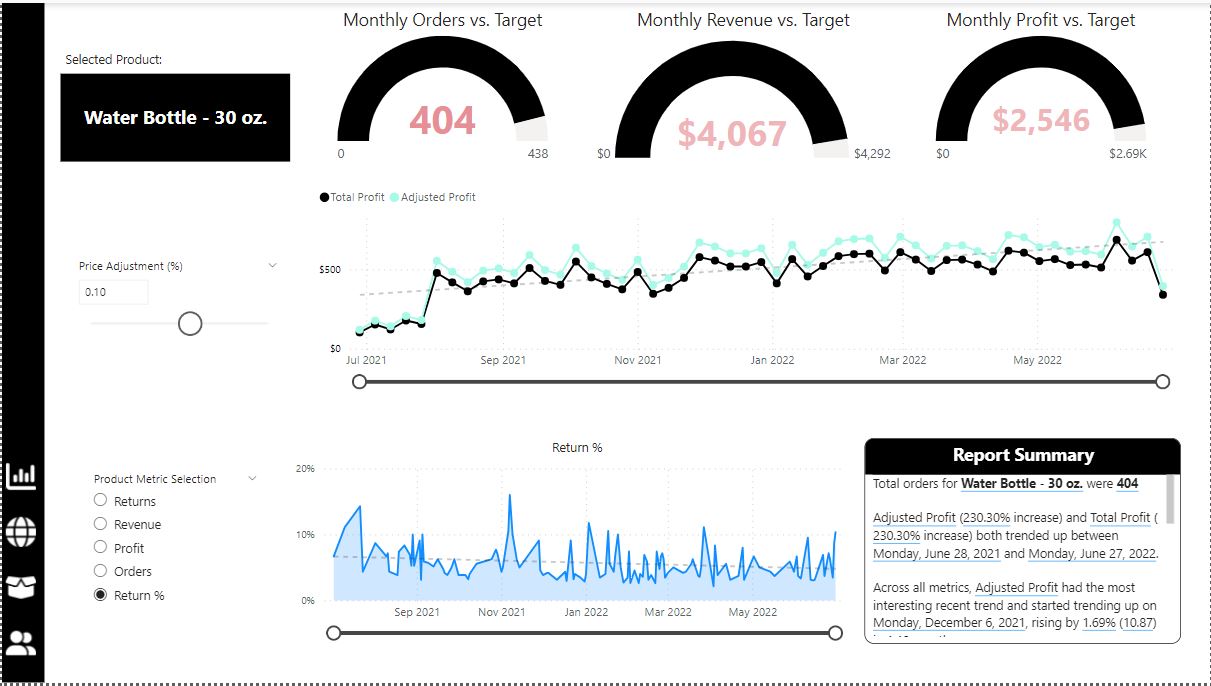 Monthly Orders vs. Target
Monthly Revenue vs. Target
Monthly Profit vs. Target
Selected Product:
Water Bottle - 30 oz.
404
0
438
$4,067
$0
$4,292
$2,546
$0
$2.69K
Total Profit
Adjusted Profit
Price Adjustment (%)
0.10
$500
$0
Jul 2021
Sep 2021
Nov 2021
Jan 2022
Mar 2022
May 2022
Product Metric Selection
Returns
Revenue
Profit
Orders
Return %
Return %
20%
10%
0%
Sep 2021
Nov 2021
Jan 2022
Mar 2022
May 2022
Report Summary
Total orders for Water Bottle - 30 oz. were 404
Adjusted Profit (230.30% increase) and Total Profit (
230.30% increase) both trended up between
Monday, June 28, 2021 and Monday, June 27, 2022.
Across all metrics, Adjusted Profit had the most
interesting recent trend and started trending up on
Monday, December 6, 2021, rising by 1.69% (10.87)